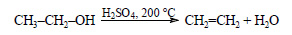 CH₃–CH₂–OH H₂SO₄, 200 °C CH₂=CH₂ + H₂O